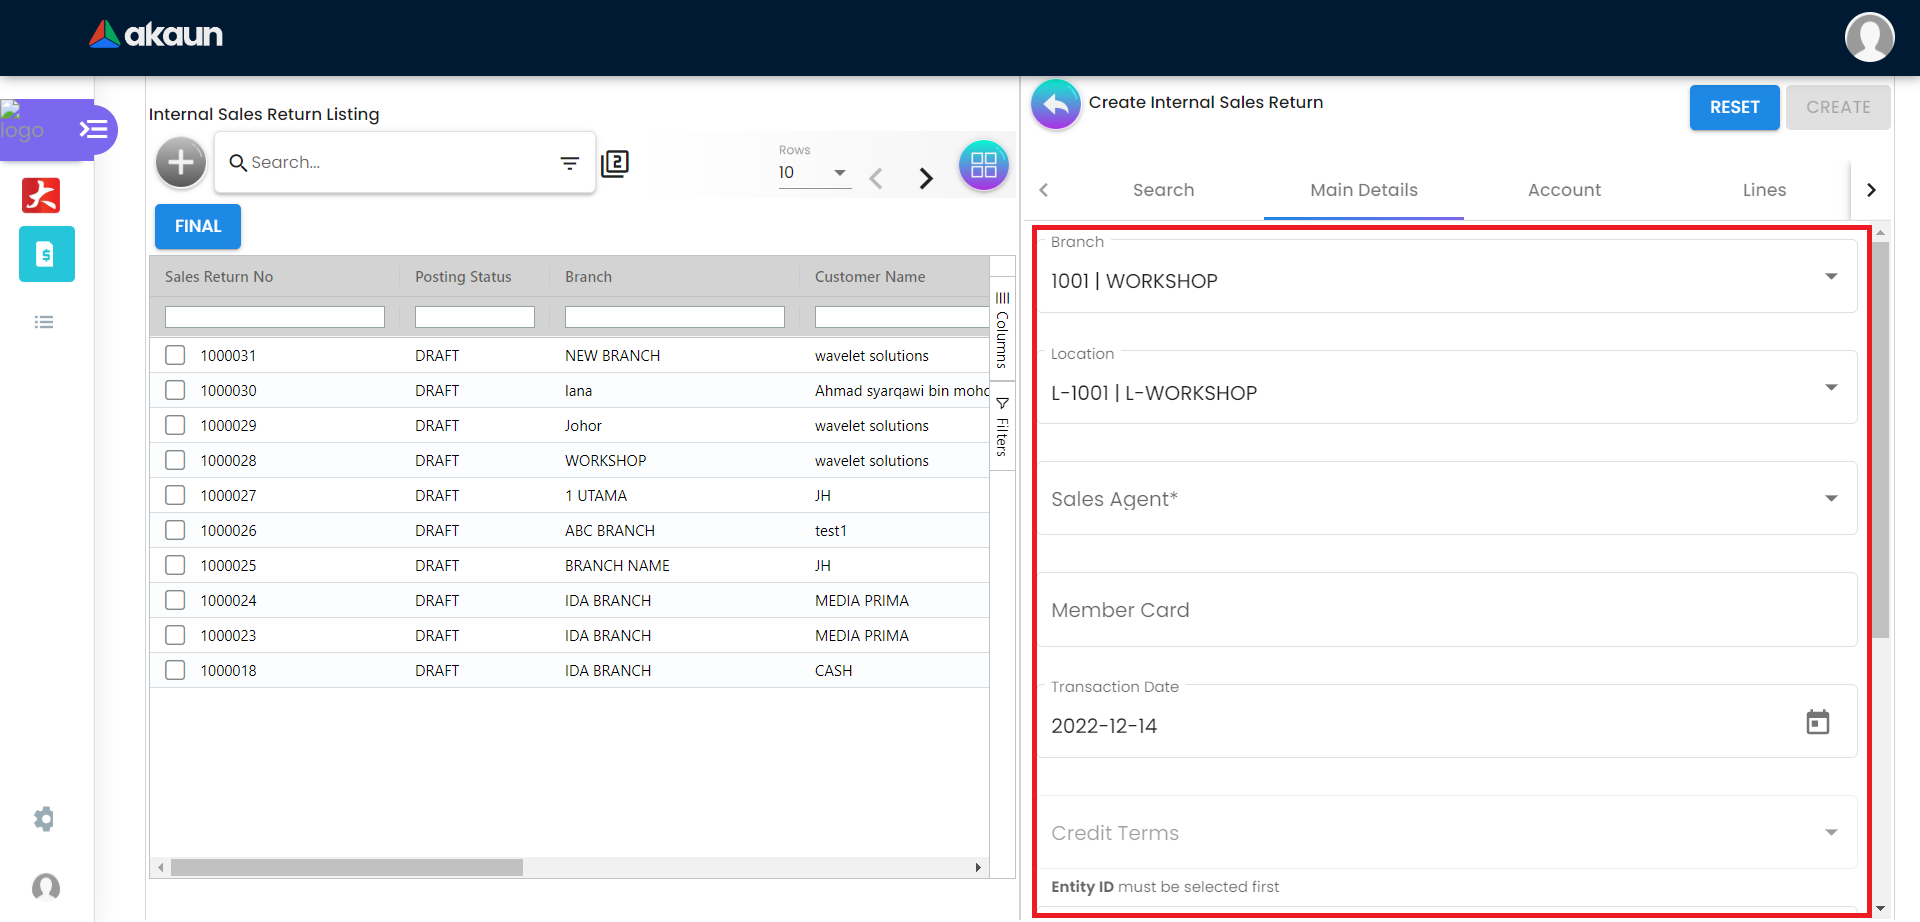 akaun
logo
Internal Sales Return Listing
Search...
2
Rows
10
FINAL
Sales Return No Posting Status Branch Customer Name
1000031 DRAFT NEW BRANCH wavelet solutions
1000030 DRAFT lana Ahmad syarqawi bin moho
1000029 DRAFT Johor wavelet solutions
1000028 DRAFT WORKSHOP wavelet solutions
1000027 DRAFT 1 UTAMA JH
1000026 DRAFT ABC BRANCH test1
1000025 DRAFT BRANCH NAME JH
1000024 DRAFT IDA BRANCH MEDIA PRIMA
1000023 DRAFT IDA BRANCH MEDIA PRIMA
1000018 DRAFT IDA BRANCH CASH
Columns
Filters
Create Internal Sales Return
RESET CREATE
Search Main Details Account Lines
Branch
1001 | WORKSHOP
Location
L-1001 | L-WORKSHOP
Sales Agent*
Member Card
Transaction Date
2022-12-14
Credit Terms
Entity ID must be selected first